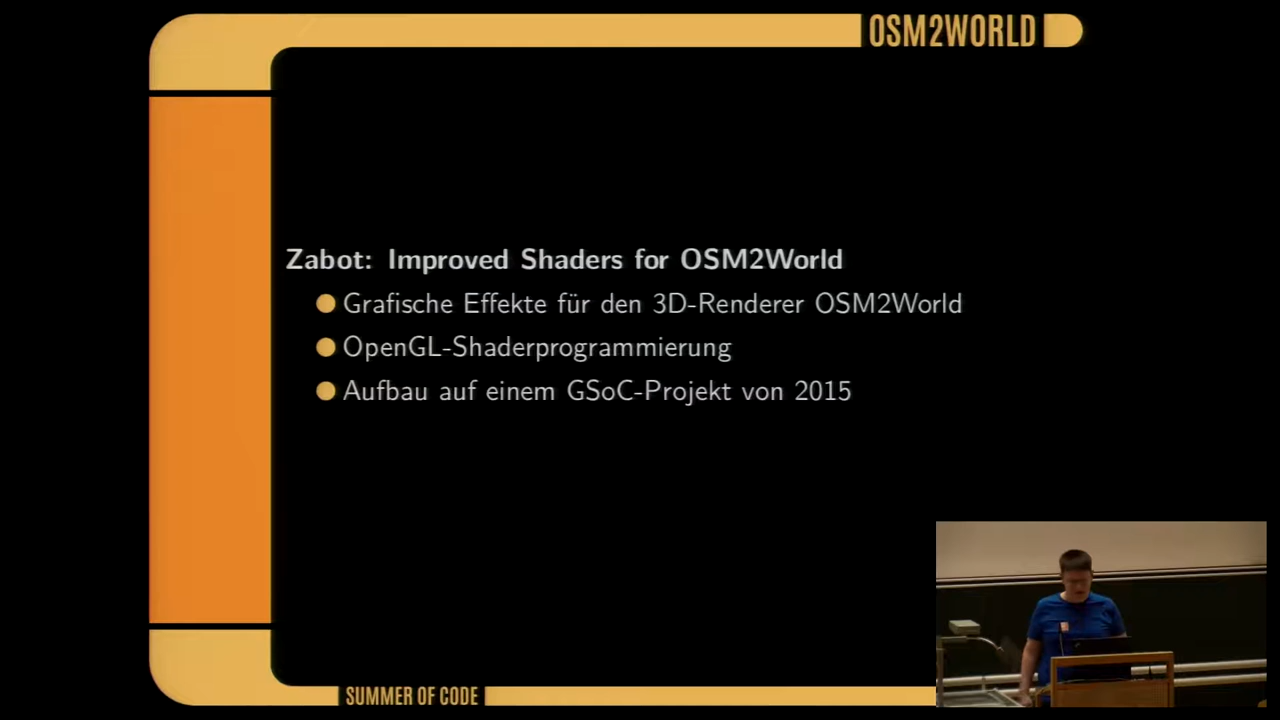 OSM2WORLD
Zabot: Improved Shaders for OSM2World
Grafische Effekte für den 3D-Renderer OSM2World
OpenGL-Shaderprogrammierung
Aufbau auf einem GSoC-Projekt von 2015
SUMMER OF CODE